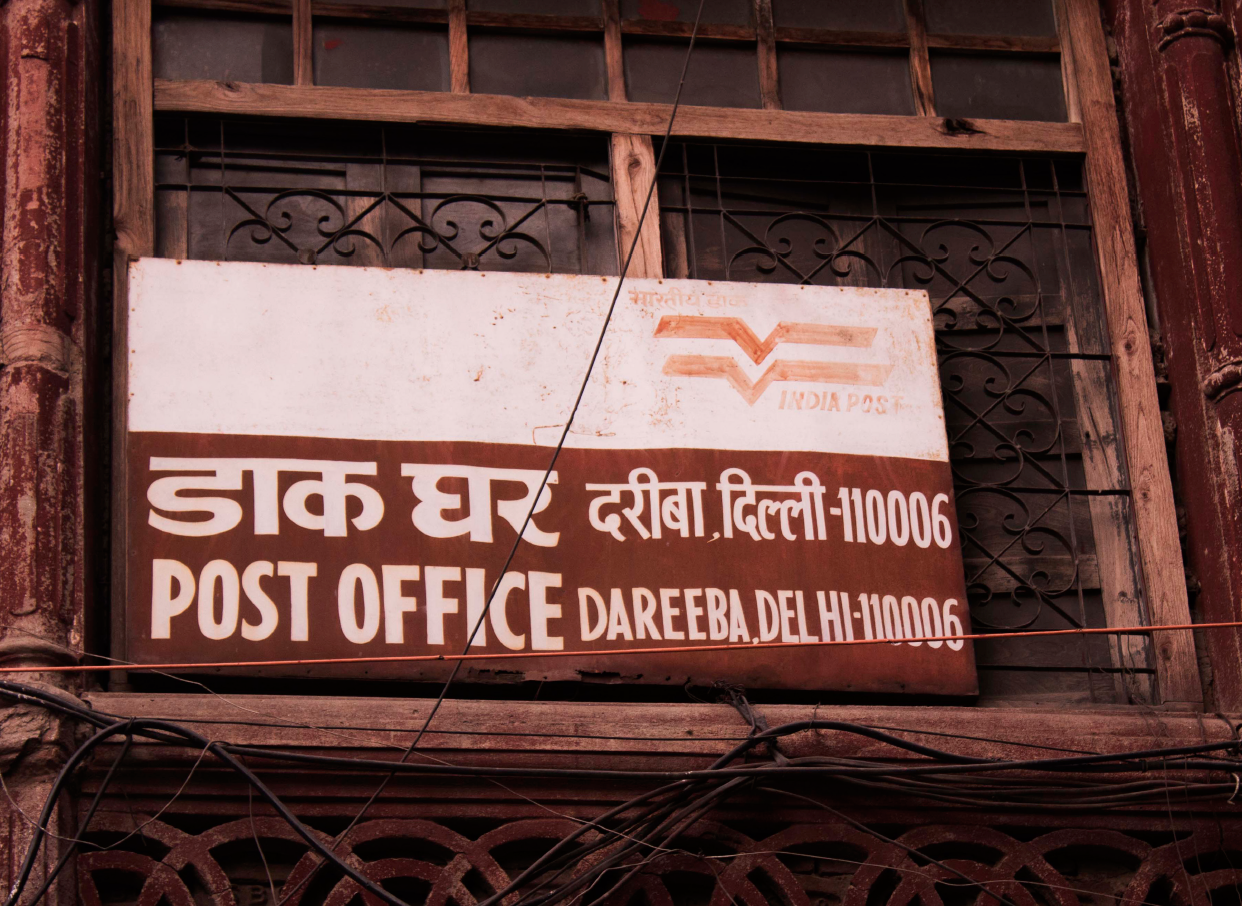 भारतीय डाक
INDIA POST
डाक घर दरीबा, दिल्ली-110006
POST OFFICE DAREEBA, DELHI-110006